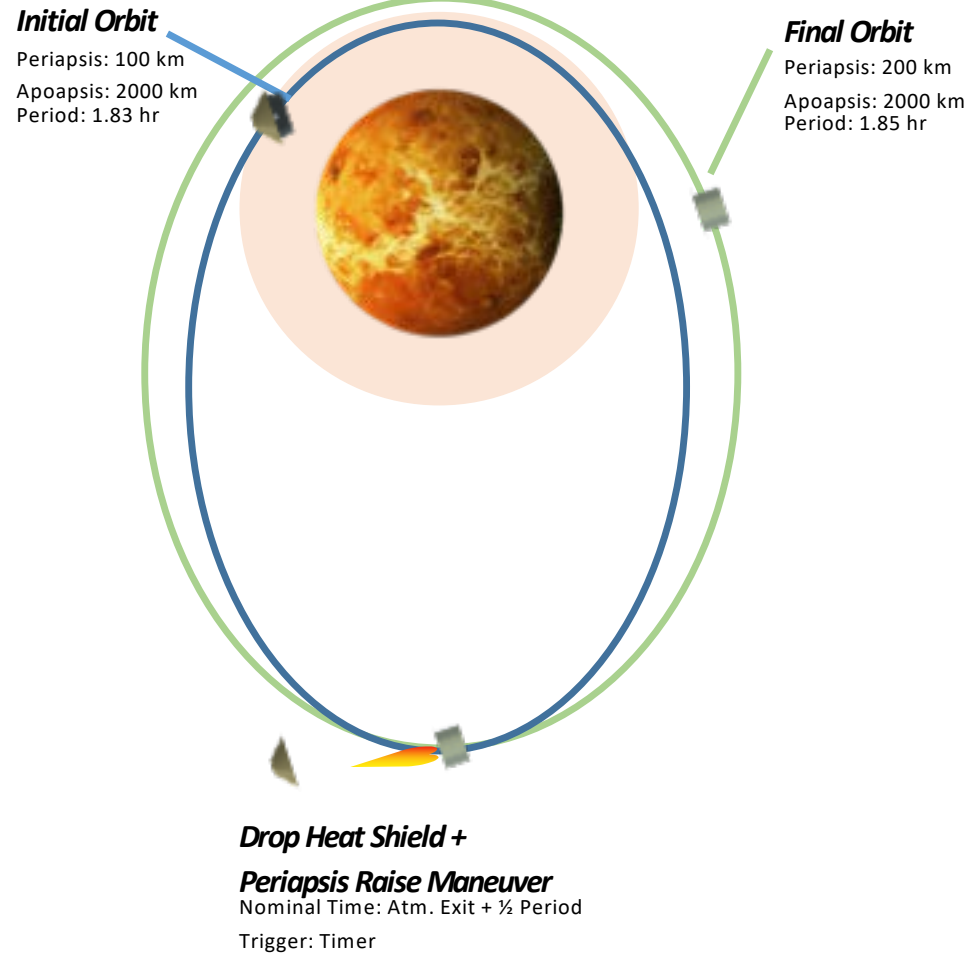 Initial Orbit
Periapsis: 100 km
Apoapsis: 2000 km
Period: 1.83 hr
Final Orbit
Periapsis: 200 km
Apoapsis: 2000 km
Period: 1.85 hr
Drop Heat Shield +
Periapsis Raise Maneuver
Nominal Time: Atm. Exit + ½ Period
Trigger: Timer